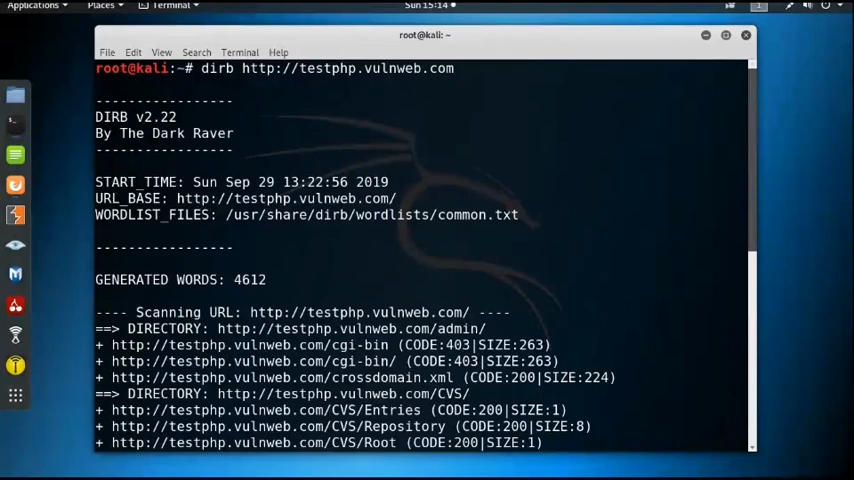 Applications Places Terminal Sun 15:14 1
root@kali: ~
File Edit View Search Terminal Help
root@kali:~# dirb http://testphp.vulnweb.com
-----------------
DIRB v2.22
By The Dark Raver
-----------------
START_TIME: Sun Sep 29 13:22:56 2019
URL_BASE: http://testphp.vulnweb.com/
WORDLIST_FILES: /usr/share/dirb/wordlists/common.txt
-----------------
GENERATED WORDS: 4612
---- Scanning URL: http://testphp.vulnweb.com/ ----
==> DIRECTORY: http://testphp.vulnweb.com/admin/
+ http://testphp.vulnweb.com/cgi-bin (CODE:403|SIZE:263)
+ http://testphp.vulnweb.com/cgi-bin/ (CODE:403|SIZE:263)
+ http://testphp.vulnweb.com/crossdomain.xml (CODE:200|SIZE:224)
==> DIRECTORY: http://testphp.vulnweb.com/CVS/
+ http://testphp.vulnweb.com/CVS/Entries (CODE:200|SIZE:1)
+ http://testphp.vulnweb.com/CVS/Repository (CODE:200|SIZE:8)
+ http://testphp.vulnweb.com/CVS/Root (CODE:200|SIZE:1)